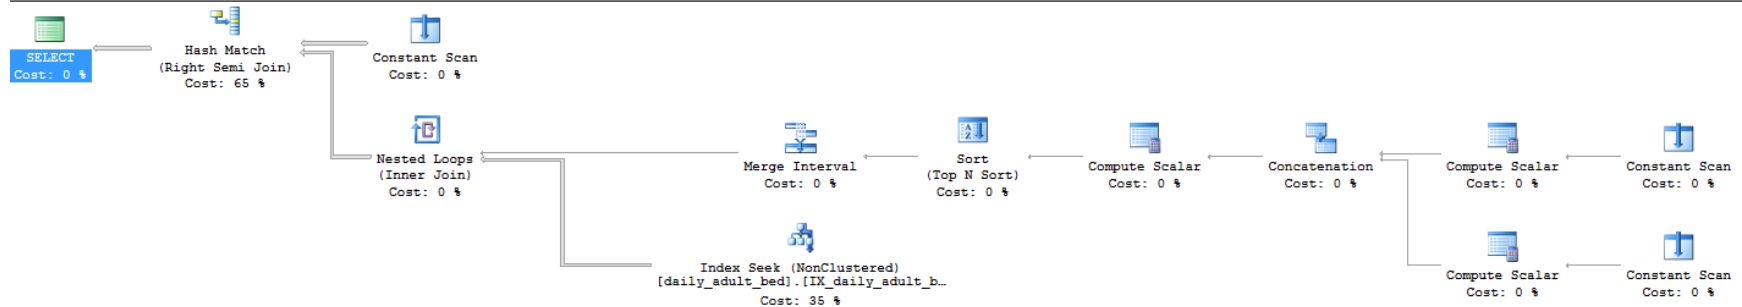 SELECT
Cost: 0 %
Hash Match
(Right Semi Join)
Cost: 65 %
Constant Scan
Cost: 0 %
Nested Loops
(Inner Join)
Cost: 0 %
Merge Interval
Cost: 0 %
Sort
(Top N Sort)
Cost: 0 %
Compute Scalar
Cost: 0 %
Concatenation
Cost: 0 %
Compute Scalar
Cost: 0 %
Constant Scan
Cost: 0 %
Index Seek (NonClustered)
[daily_adult_bed].[IX_daily_adult_b…
Cost: 35 %
Compute Scalar
Cost: 0 %
Constant Scan
Cost: 0 %